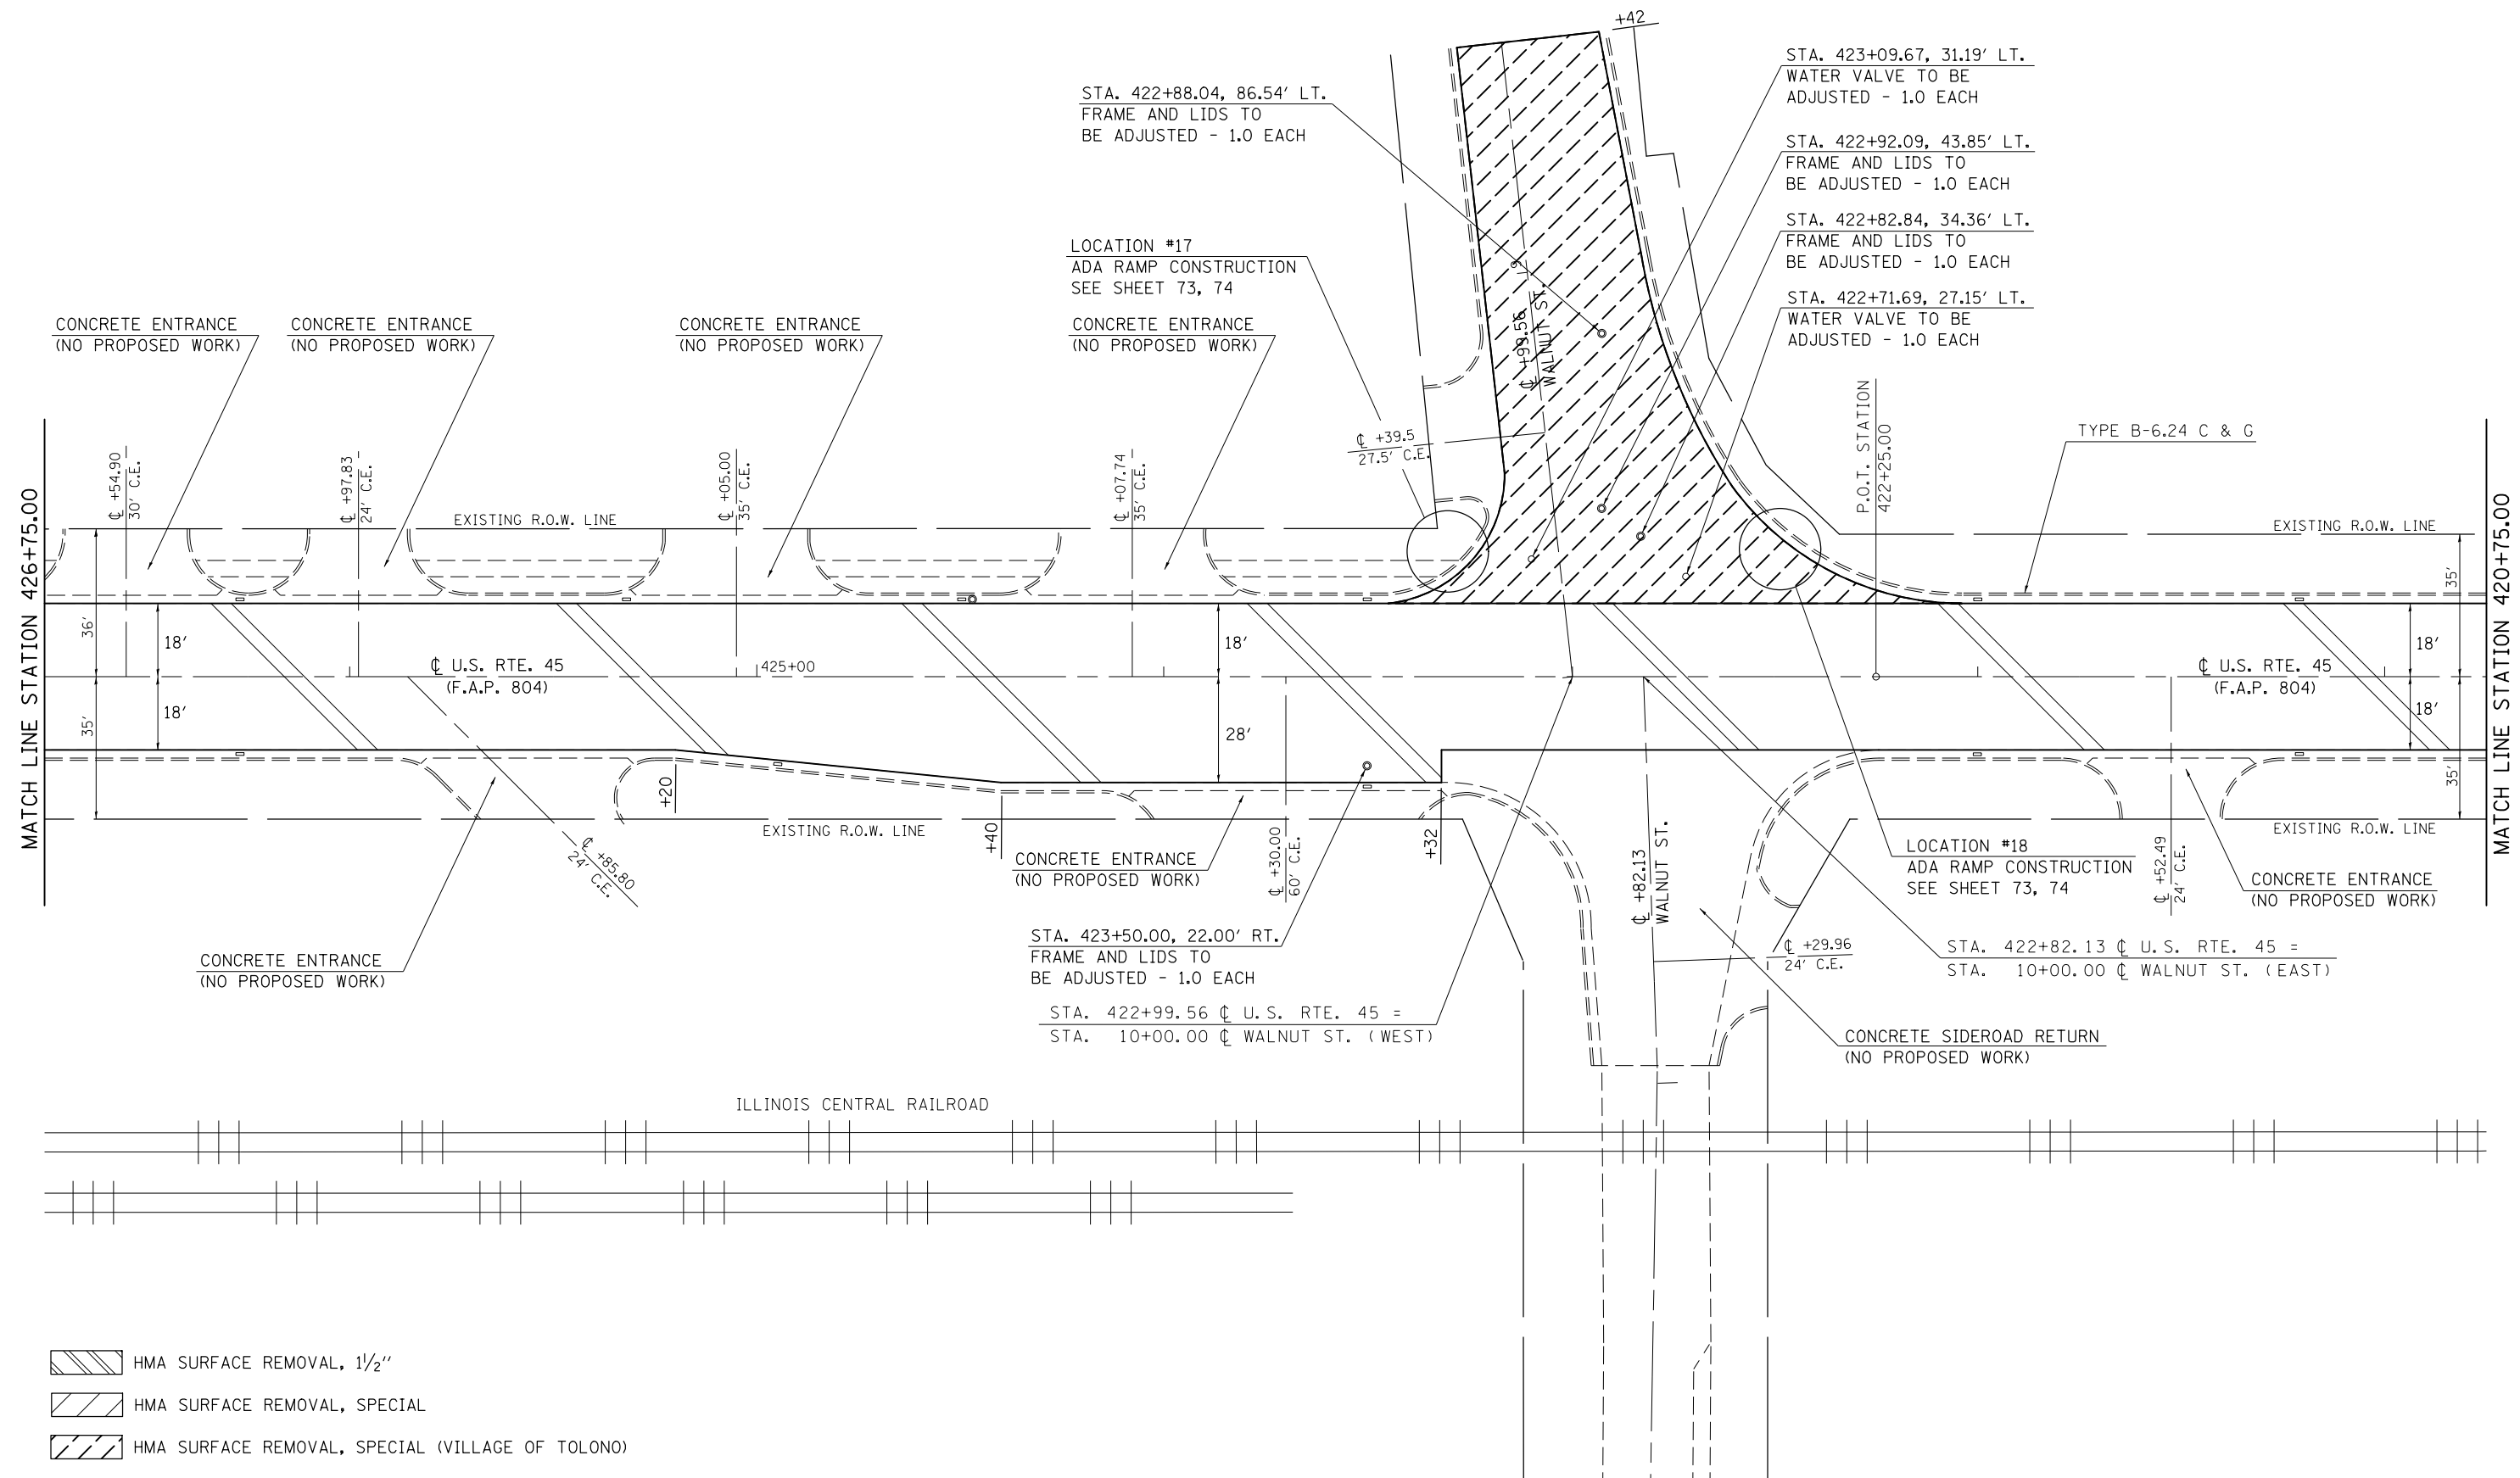 +42
STA. 423+09.67, 31.19' LT.
WATER VALVE TO BE
ADJUSTED - 1.0 EACH
STA. 422+88.04, 86.54' LT.
FRAME AND LIDS TO
BE ADJUSTED - 1.0 EACH
STA. 422+92.09, 43.85' LT.
FRAME AND LIDS TO
BE ADJUSTED - 1.0 EACH
STA. 422+82.84, 34.36' LT.
FRAME AND LIDS TO
BE ADJUSTED - 1.0 EACH
LOCATION #17
ADA RAMP CONSTRUCTION
SEE SHEET 73, 74
STA. 422+71.69, 27.15' LT.
WATER VALVE TO BE
ADJUSTED - 1.0 EACH
CONCRETE ENTRANCE
(NO PROPOSED WORK)
CONCRETE ENTRANCE
(NO PROPOSED WORK)
CONCRETE ENTRANCE
(NO PROPOSED WORK)
CONCRETE ENTRANCE
(NO PROPOSED WORK)
℄ +99.56
WALNUT ST.
P.O.T. STATION
422+25.00
TYPE B-6.24 C & G
℄ +39.5
27.5' C.E.
℄ +54.90
30' C.E.
℄ +97.83
24' C.E.
℄ +05.00
35' C.E.
℄ +07.74
35' C.E.
EXISTING R.O.W. LINE
EXISTING R.O.W. LINE
MATCH LINE STATION 426+75.00
MATCH LINE STATION 420+75.00
36'
18'
18'
35'
18'
28'
35'
18'
18'
35'
℄ U.S. RTE. 45
(F.A.P. 804)
425+00
℄ U.S. RTE. 45
(F.A.P. 804)
+20
+40
+32
EXISTING R.O.W. LINE
EXISTING R.O.W. LINE
℄ +85.80
24' C.E.
CONCRETE ENTRANCE
(NO PROPOSED WORK)
℄ +30.00
60' C.E.
℄ +82.13
WALNUT ST.
LOCATION #18
ADA RAMP CONSTRUCTION
SEE SHEET 73, 74
℄ +52.49
24' C.E.
CONCRETE ENTRANCE
(NO PROPOSED WORK)
CONCRETE ENTRANCE
(NO PROPOSED WORK)
STA. 423+50.00, 22.00' RT.
FRAME AND LIDS TO
BE ADJUSTED - 1.0 EACH
℄ +29.96
24' C.E.
STA. 422+82.13 ℄ U.S. RTE. 45 =
STA. 10+00.00 ℄ WALNUT ST. (EAST)
STA. 422+99.56 ℄ U.S. RTE. 45 =
STA. 10+00.00 ℄ WALNUT ST. (WEST)
CONCRETE SIDEROAD RETURN
(NO PROPOSED WORK)
ILLINOIS CENTRAL RAILROAD
HMA SURFACE REMOVAL, 1 1/2"
HMA SURFACE REMOVAL, SPECIAL
HMA SURFACE REMOVAL, SPECIAL (VILLAGE OF TOLONO)